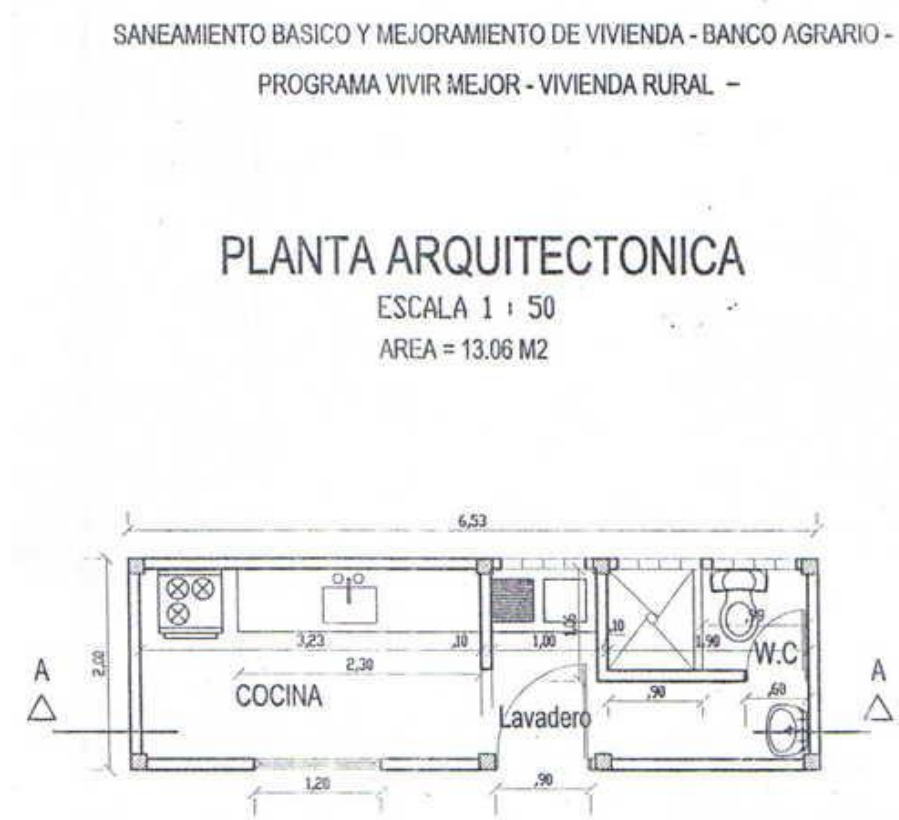 SANEAMIENTO BASICO Y MEJORAMIENTO DE VIVIENDA - BANCO AGRARIO -
PROGRAMA VIVIR MEJOR - VIVIENDA RURAL –
PLANTA ARQUITECTONICA
ESCALA 1 : 50
AREA = 13.06 M2
6,53
2,00
3,23
,10
1,00
1,05
,10
1,90
2,30
,90
,60
COCINA
W.C
Lavadero
A
A
1,20
,90